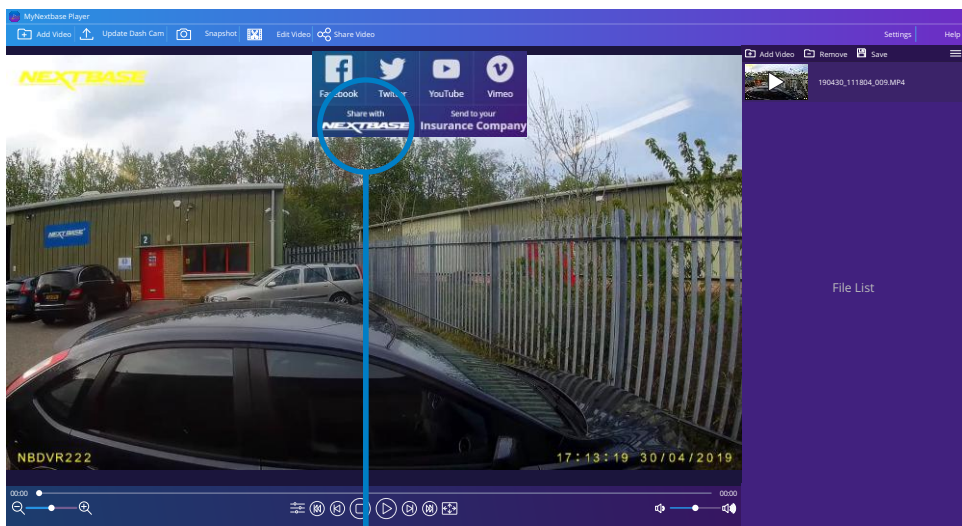 MyNextbase Player
Add Video Update Dash Cam Snapshot Edit Video Share Video Settings Help
Add Video Remove Save
190430_111804_009.MP4
NEXTBASE
Facebook Twitter YouTube Vimeo
Share with Send to your
NEXTBASE Insurance Company
NEXTBASE
2
File List
NBDVR222 17:13:19 30/04/2019
00:00 00:00